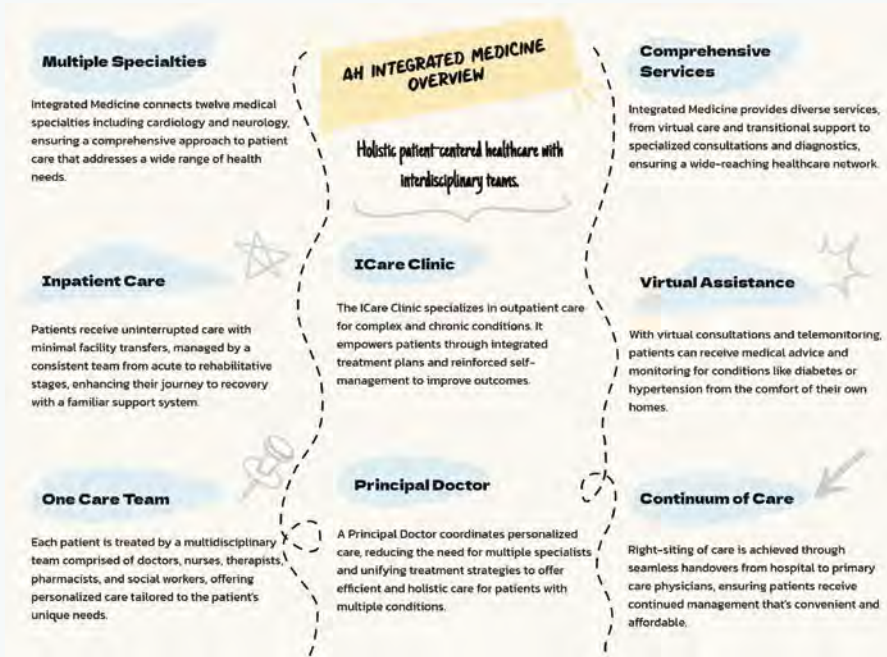 Multiple Specialties
Integrated Medicine connects twelve medical
specialties including cardiology and neurology,
ensuring a comprehensive approach to patient
care that addresses a wide range of health
needs.
Inpatient Care
Patients receive uninterrupted care with
minimal facility transfers, managed by a
consistent team from acute to rehabilitative
stages, enhancing their journey to recovery
with a familiar support system.
One Care Team
Each patient is treated by a multidisciplinary
team comprised of doctors, nurses, therapists,
pharmacists, and social workers, offering
personalized care tailored to the patient's
unique needs.
AH INTEGRATED MEDICINE
OVERVIEW
Holistic patient-centered healthcare with
interdisciplinary teams.
ICare Clinic
The ICare Clinic specializes in outpatient care
for complex and chronic conditions. It
empowers patients through integrated
treatment plans and reinforced self-
management to improve outcomes.
Principal Doctor
A Principal Doctor coordinates personalized
care, reducing the need for multiple specialists
and unifying treatment strategies to offer
efficient and holistic care for patients with
multiple conditions.
Comprehensive
Services
Integrated Medicine provides diverse services,
from virtual care and transitional support to
specialized consultations and diagnostics,
ensuring a wide-reaching healthcare network.
Virtual Assistance
With virtual consultations and telemonitoring,
patients can receive medical advice and
monitoring for conditions like diabetes or
hypertension from the comfort of their own
homes.
Continuum of Care
Right-siting of care is achieved through
seamless handovers from hospital to primary
care physicians, ensuring patients receive
continued management that's convenient and
affordable.